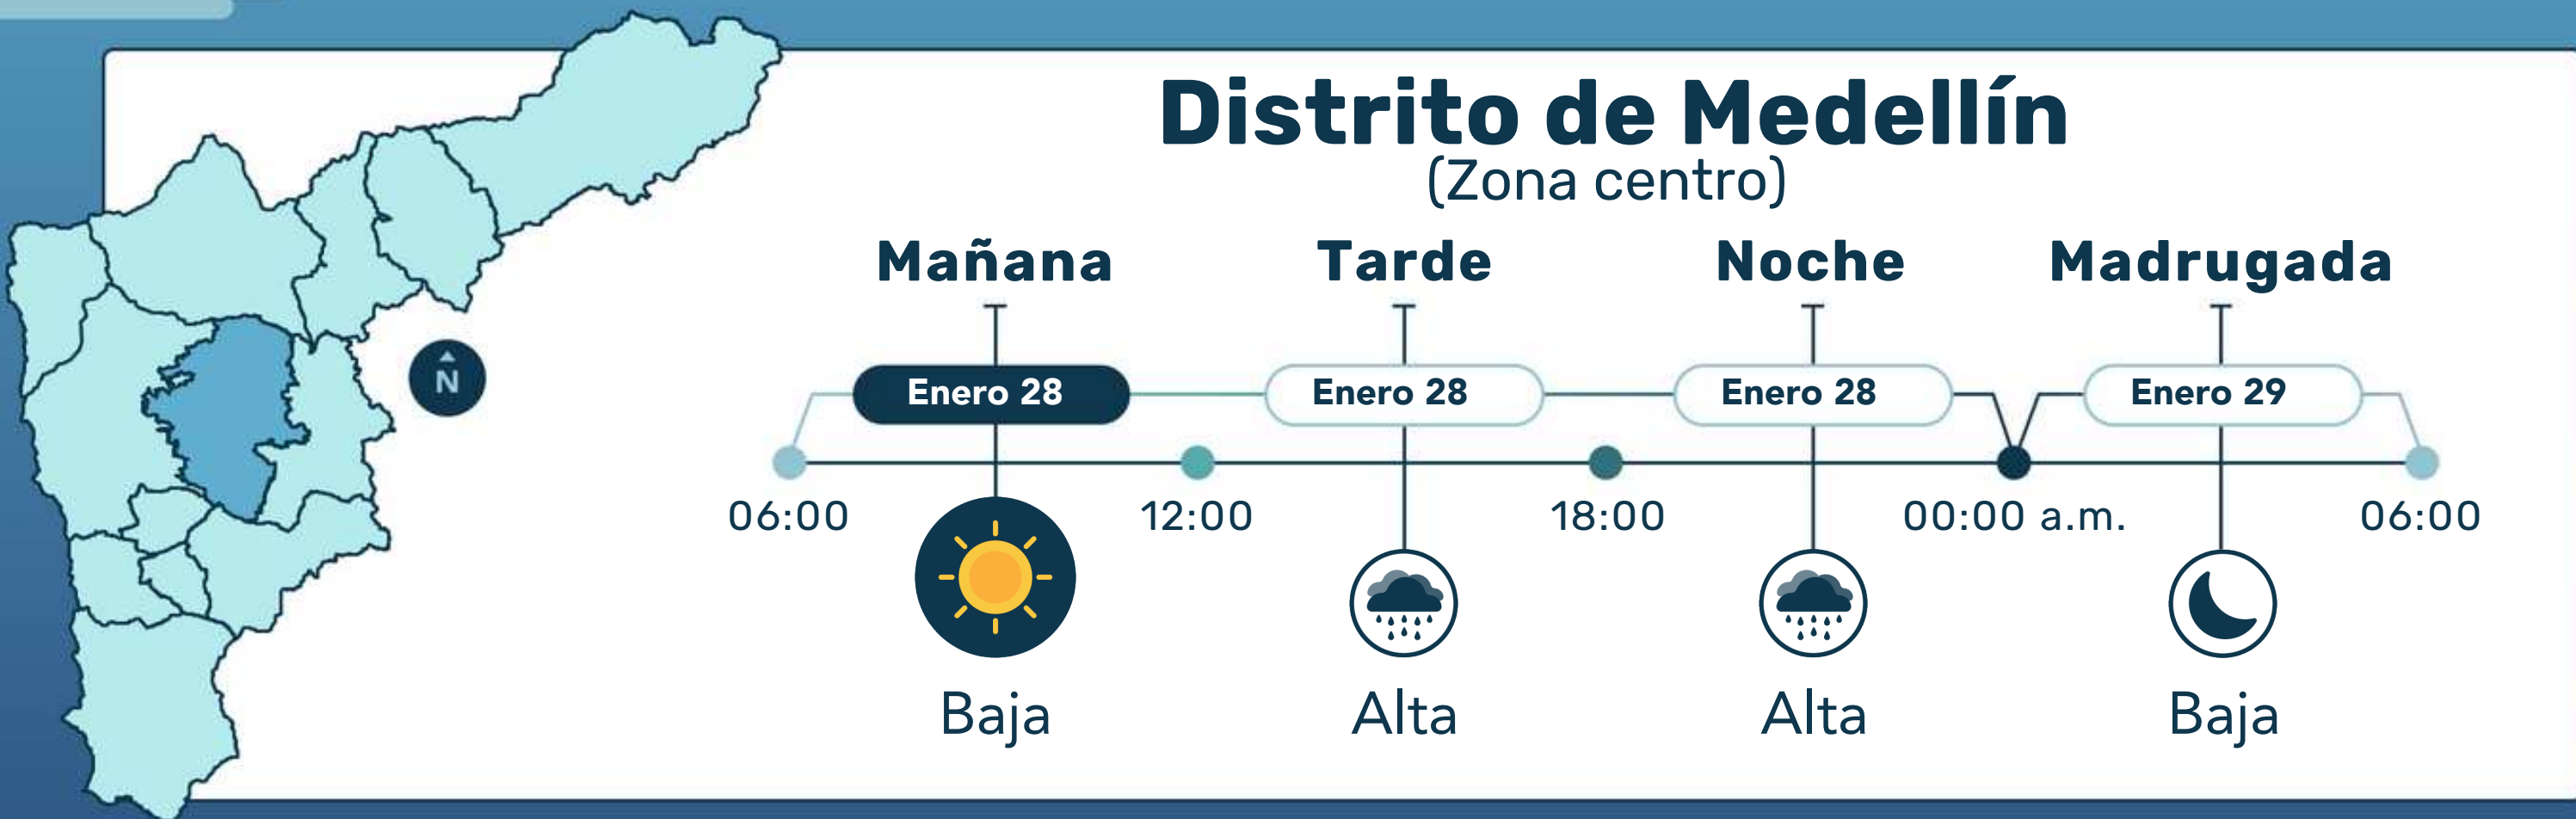 Distrito de Medellín
(Zona centro)
Mañana Tarde Noche Madrugada
Enero 28 Enero 28 Enero 28 Enero 29
N
06:00 12:00 18:00 00:00 a.m. 06:00
Baja Alta Alta Baja